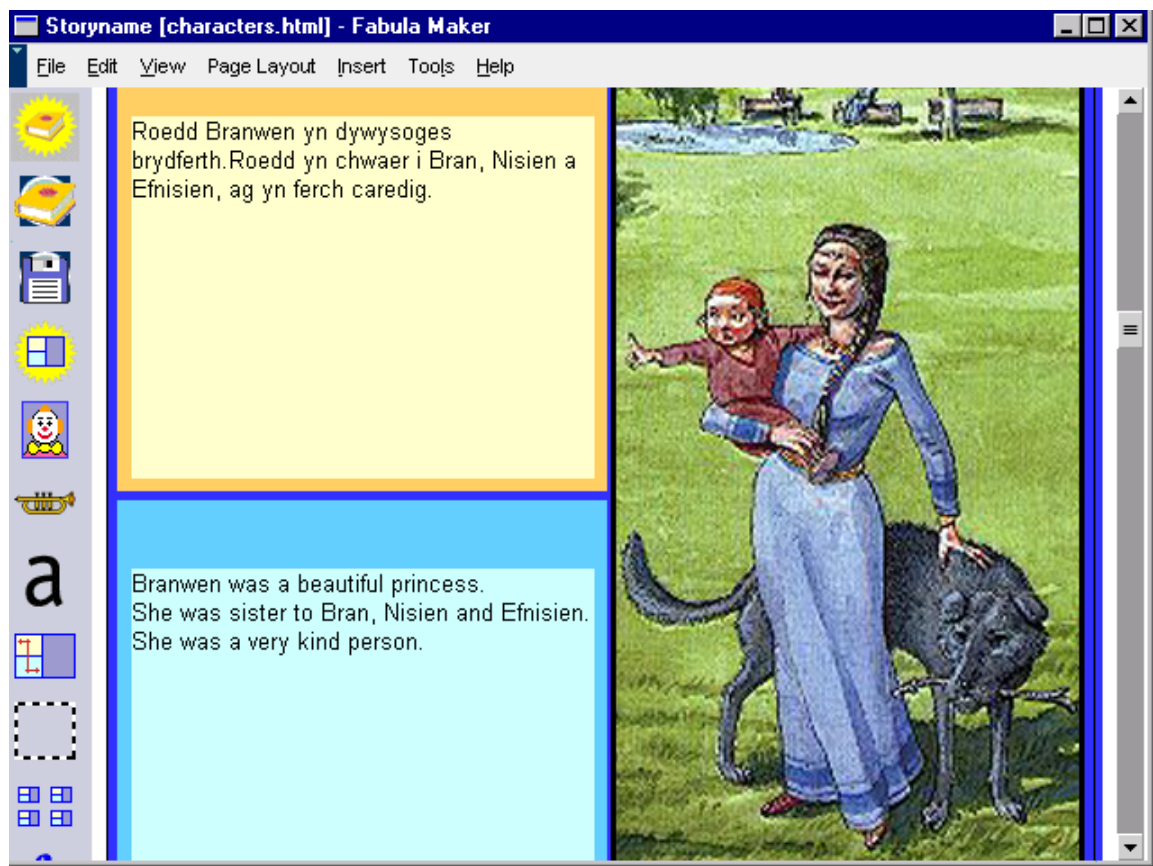 Storyname [characters.html] - Fabula Maker
File Edit View Page Layout Insert Tools Help
Roedd Branwen yn dywysoges
brydferth.Roedd yn chwaer i Bran, Nisien a
Efnisien, ag yn ferch caredig.
a
Branwen was a beautiful princess.
She was sister to Bran, Nisien and Efnisien.
She was a very kind person.